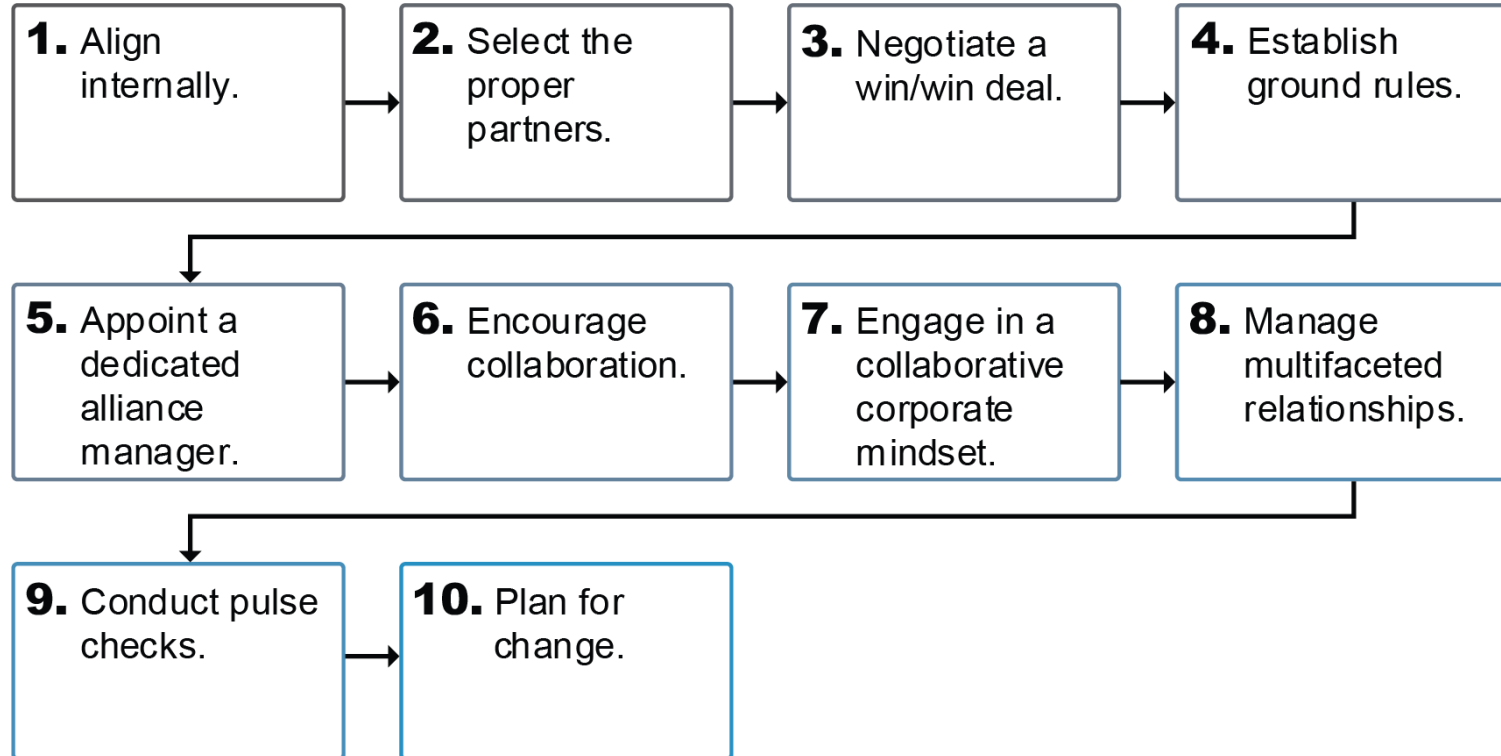 1. Align
internally.
2. Select the
proper
partners.
3. Negotiate a
win/win deal.
4. Establish
ground rules.
5. Appoint a
dedicated
alliance
manager.
6. Encourage
collaboration.
7. Engage in a
collaborative
corporate
mindset.
8. Manage
multifaceted
relationships.
9. Conduct pulse
checks.
10. Plan for
change.